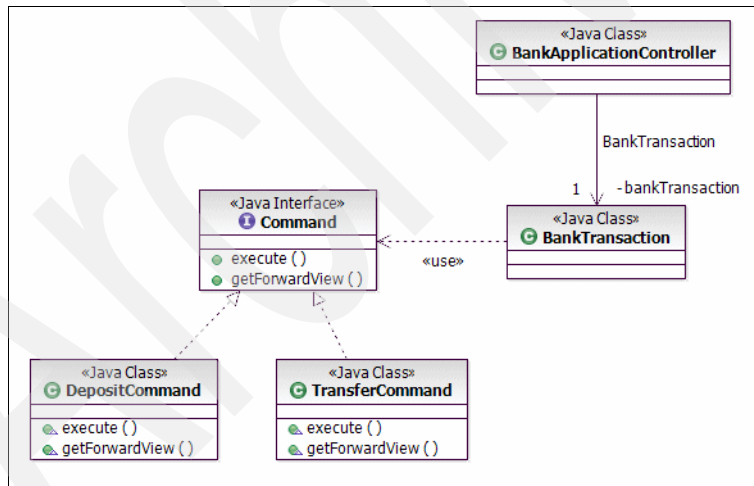 «Java Class»
BankApplicationController
BankTransaction
1 -bankTransaction
«Java Interface»
Command
execute ( )
getForwardView ( )
«use»
«Java Class»
BankTransaction
«Java Class»
DepositCommand
execute ( )
getForwardView ( )
«Java Class»
TransferCommand
execute ( )
getForwardView ( )